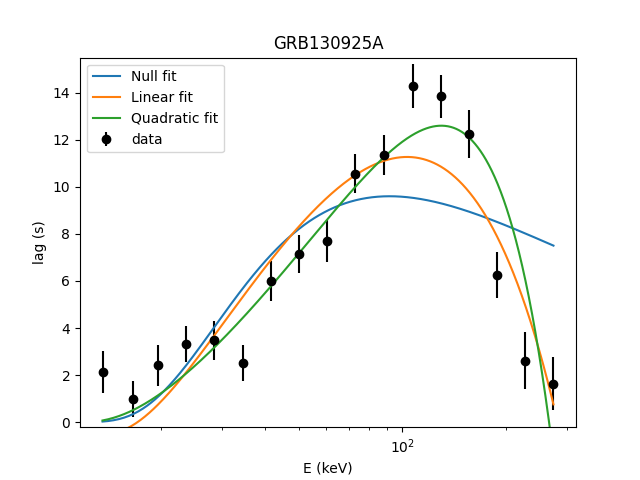 GRB130925A
Null fit
Linear fit
Quadratic fit
data
14
12
10
8
6
4
2
0
lag (s)
10²
E (keV)